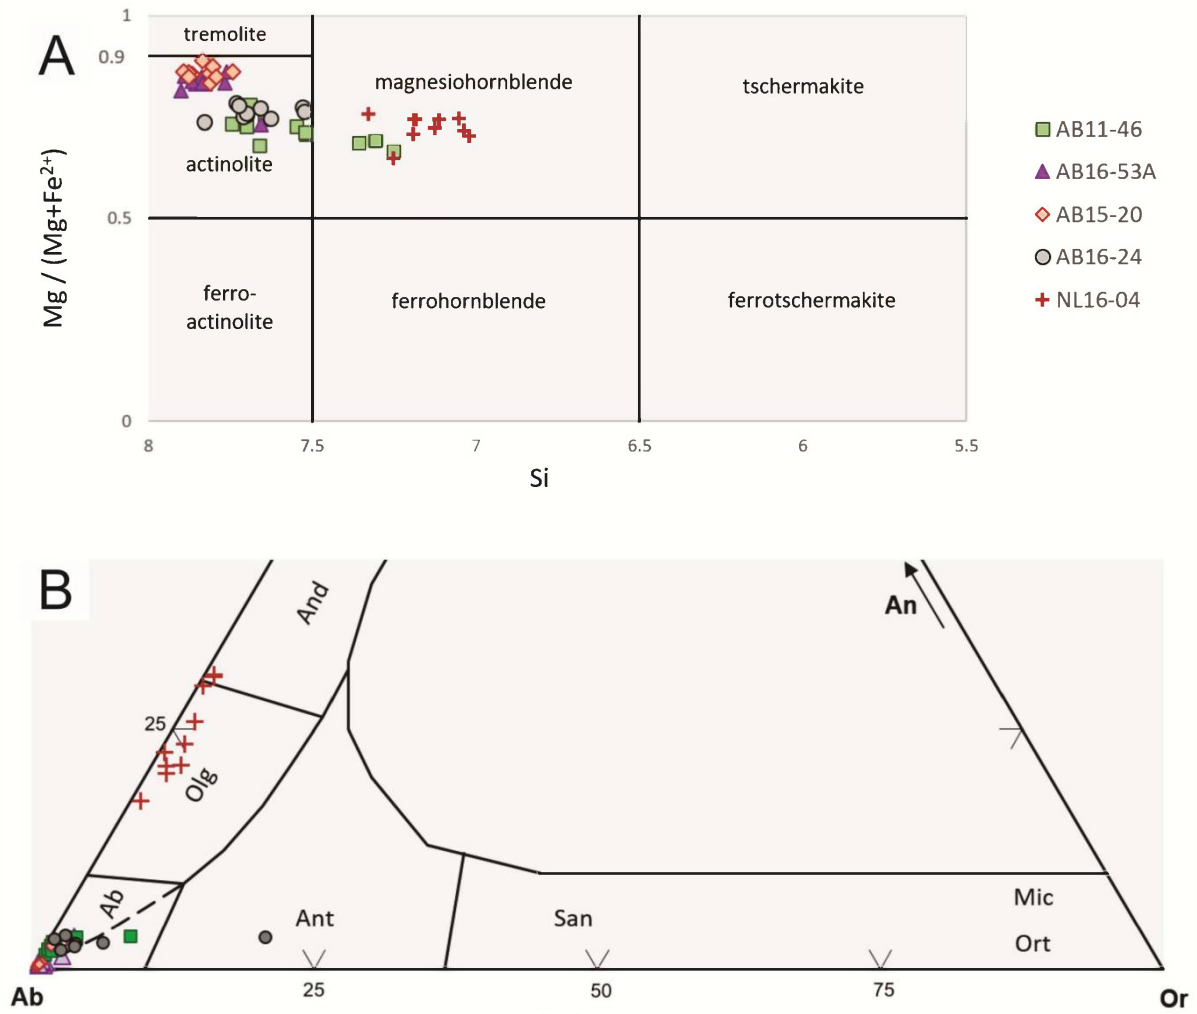 A
1
0.9
0.5
0
Mg / (Mg+Fe²⁺)
tremolite
magnesiohornblende
tschermakite
actinolite
ferro-
actinolite
ferrohornblende
ferrotschermakite
8
7.5
7
6.5
6
5.5
Si
AB11-46
AB16-53A
AB15-20
AB16-24
NL16-04
B
And
An
25
Olg
Ab
Ant
San
Mic
Ort
Ab
25
50
75
Or